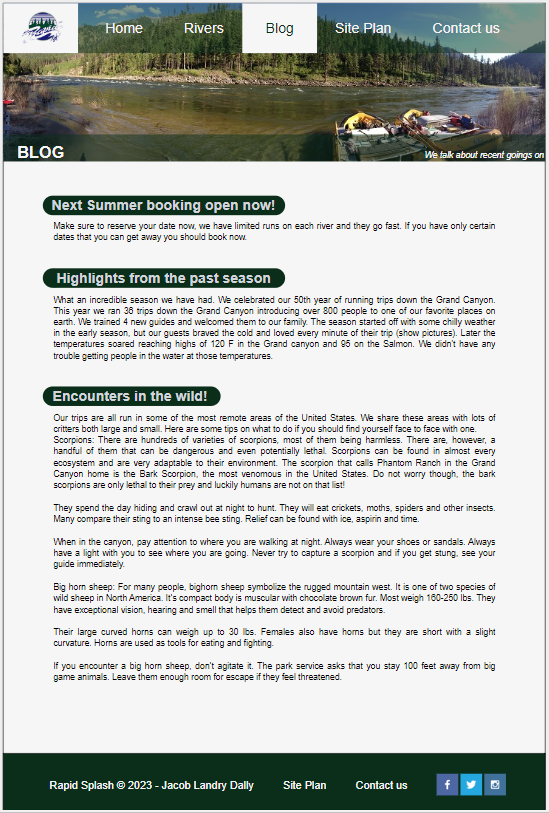 Home Rivers Blog Site Plan Contact us
BLOG
We talk about recent goings on
Next Summer booking open now!
Make sure to reserve your date now, we have limited runs on each river and they go fast. If you have only certain
dates that you can get away you should book now.
Highlights from the past season
What an incredible season we have had. We celebrated our 50th year of running trips down the Grand Canyon.
This year we ran 36 trips down the Grand Canyon introducing over 800 people to one of our favorite places on
earth. We trained 4 new guides and welcomed them to our family. The season started off with some chilly weather
in the early season, but our guests braved the cold and loved every minute of their trip (show pictures). Later the
temperatures soared reaching highs of 120 F in the Grand canyon and 95 on the Salmon. We didn't have any
trouble getting people in the water at those temperatures.
Encounters in the wild!
Our trips are all run in some of the most remote areas of the United States. We share these areas with lots of
critters both large and small. Here are some tips on what to do if you should find yourself face to face with one.
Scorpions: There are hundreds of varieties of scorpions, most of them being harmless. There are, however, a
handful of them that can be dangerous and even potentially lethal. Scorpions can be found in almost every
ecosystem and are very adaptable to their environment. The scorpion that calls Phantom Ranch in the Grand
Canyon home is the Bark Scorpion, the most venomous in the United States. Do not worry though, the bark
scorpions are only lethal to their prey and luckily humans are not on that list!
They spend the day hiding and crawl out at night to hunt. They will eat crickets, moths, spiders and other insects.
Many compare their sting to an intense bee sting. Relief can be found with ice, aspirin and time.
When in the canyon, pay attention to where you are walking at night. Always wear your shoes or sandals. Always
have a light with you to see where you are going. Never try to capture a scorpion and if you get stung, see your
guide immediately.
Big horn sheep: For many people, bighorn sheep symbolize the rugged mountain west. It is one of two species of
wild sheep in North America. It's compact body is muscular with chocolate brown fur. Most weigh 160-250 lbs. They
have exceptional vision, hearing and smell that helps them detect and avoid predators.
Their large curved horns can weigh up to 30 lbs. Females also have horns but they are short with a slight
curvature. Horns are used as tools for eating and fighting.
If you encounter a big horn sheep, don't agitate it. The park service asks that you stay 100 feet away from big
game animals. Leave them enough room for escape if they feel threatened.
Rapid Splash © 2023 - Jacob Landry Dally Site Plan Contact us